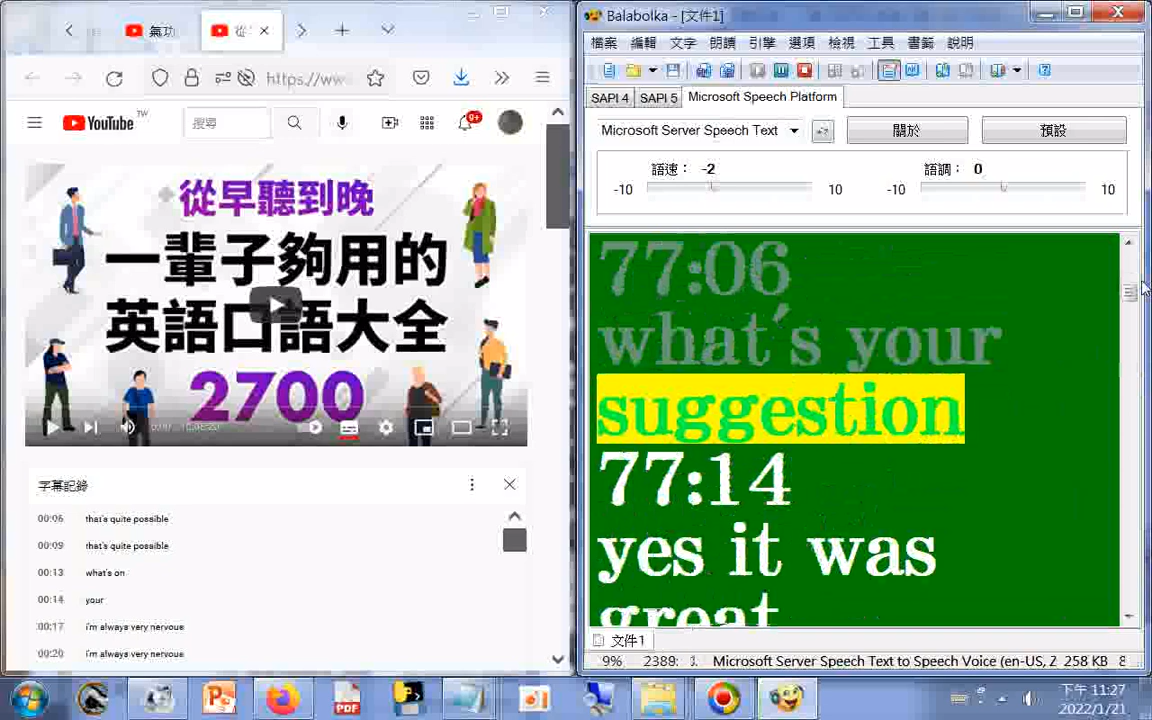 氣功
從
https://www
YouTube TW
搜尋
9+
從早聽到晚
一輩子夠用的
英語口語大全
2700
字幕記錄
00:06 that's quite possible
00:09 that's quite possible
00:13 what's on
00:14 your
00:17 i'm always very nervous
00:20 i'm always very nervous
Balabolka - [文件1]
檔案 編輯 文字 朗讀 引擎 選項 檢視 工具 書籤 說明
SAPI 4 SAPI 5 Microsoft Speech Platform
Microsoft Server Speech Text
關於
預設
語速： -2
-10 10
語調： 0
-10 10
77:06
what's your
suggestion
77:14
yes it was
great
文件1
9% 2389: Microsoft Server Speech Text to Speech Voice (en-US, Z 258 KB 8
PDF
下午 11:27
2022/1/21